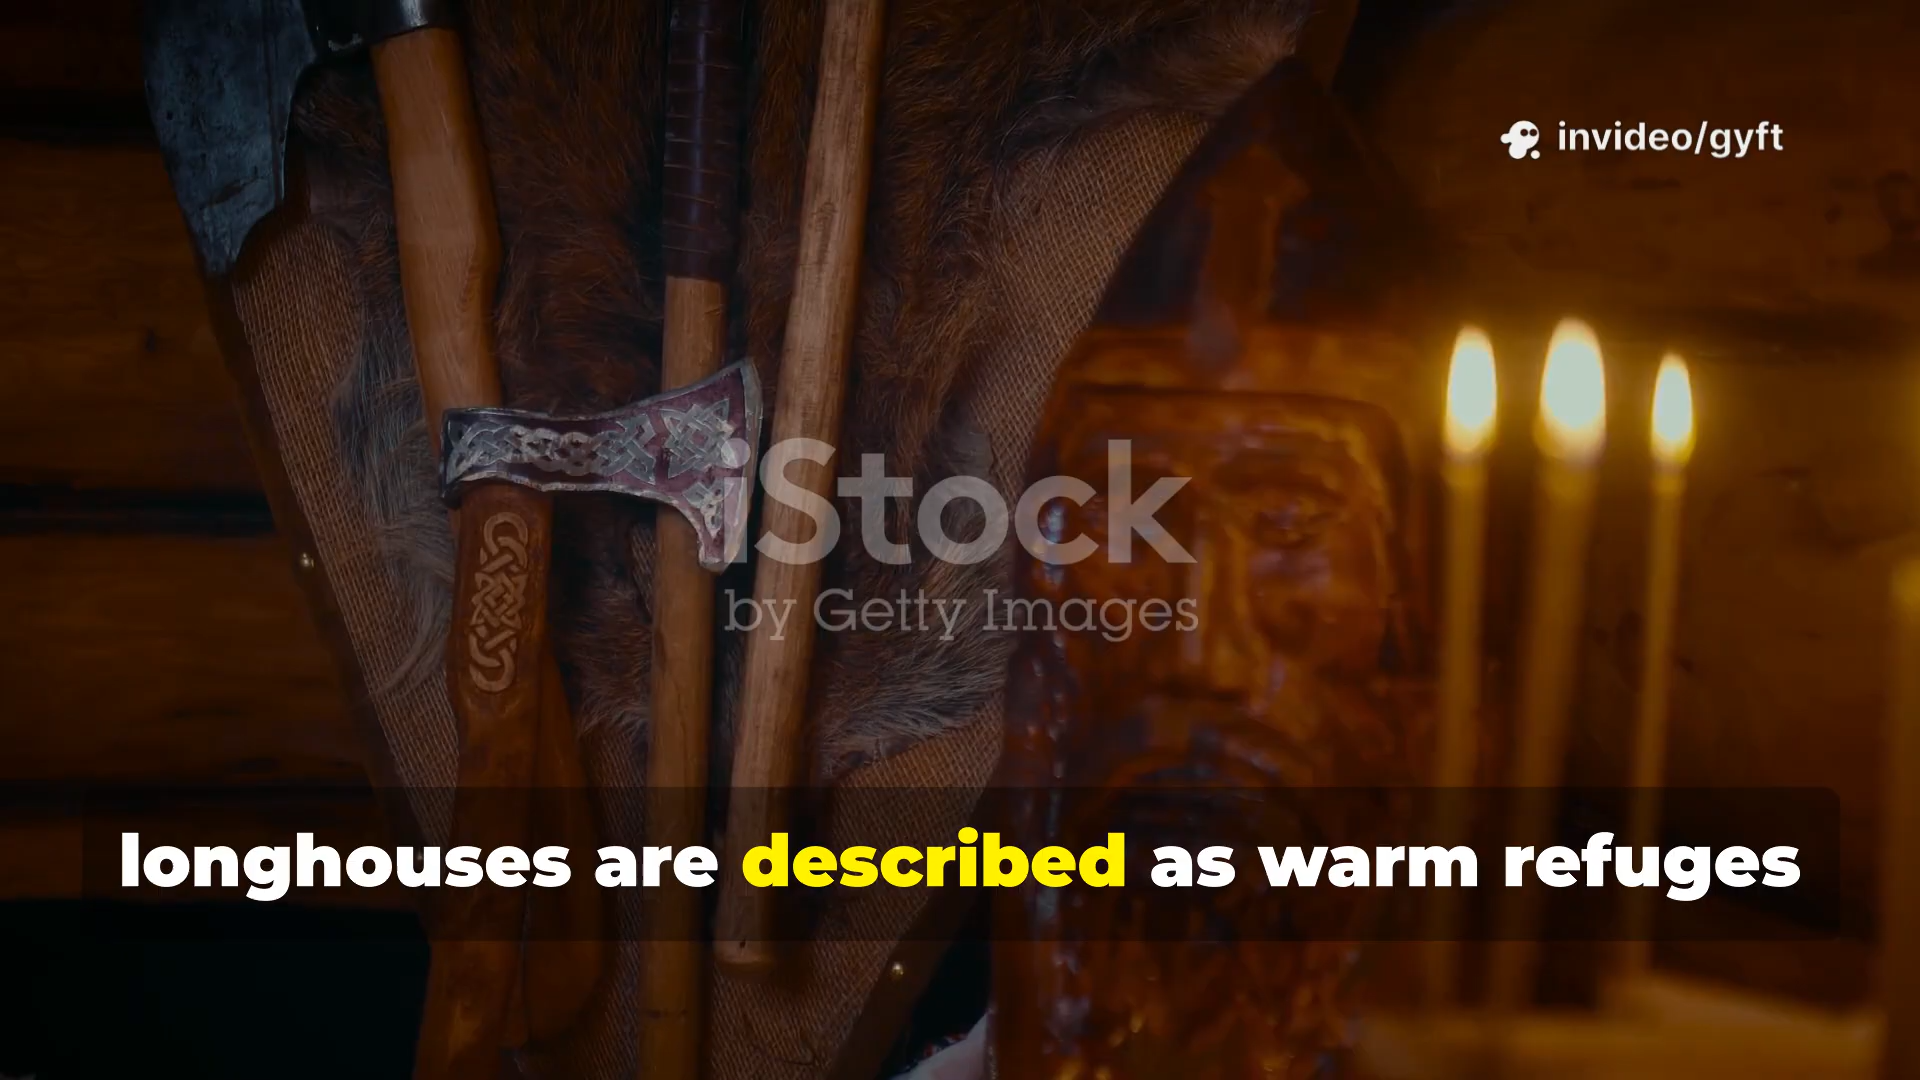 invideo/gyft
iStock
by Getty Images
longhouses are described as warm refuges